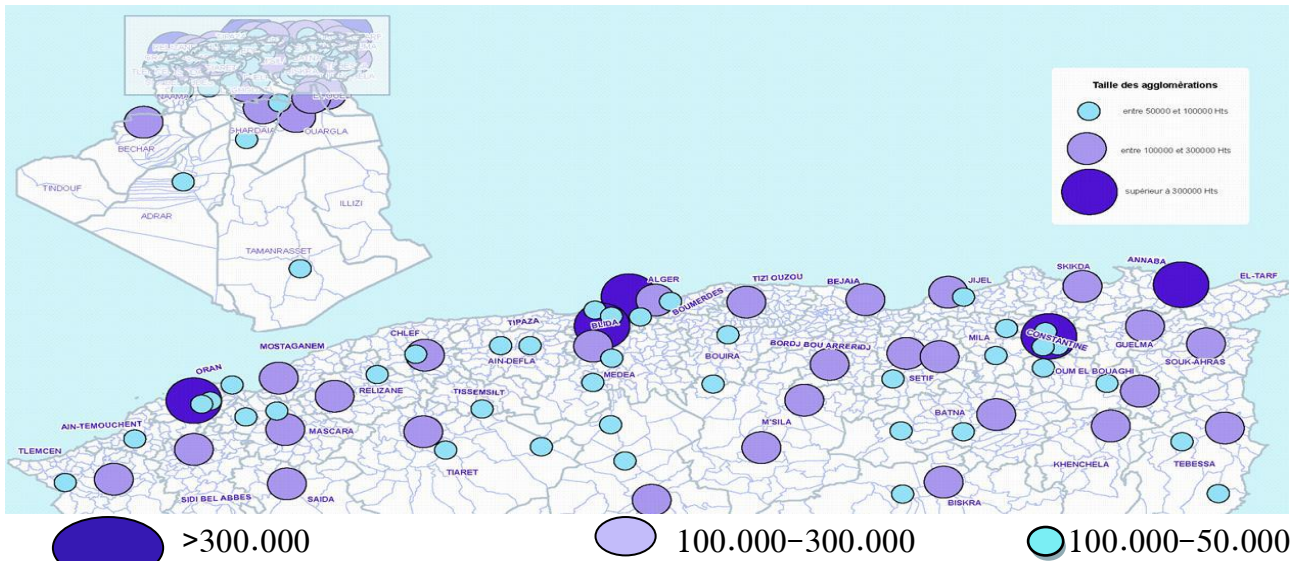 Taille des agglomèrations
entre 50000 et 100000 Hts
entre 100000 et 300000 Hts
supérieur à 300000 Hts
GHARDAIA
OUARGLA
BECHAR
TINDOUF
ILLIZI
ADRAR
TAMANRASSET
ANNABA
SKIKDA
EL-TARF
ALGER
TIZI OUZOU
BEJAIA
JIJEL
BOUMERDES
TIPAZA
BLIDA
CHLEF
MILA
CONSTANTINE
GUELMA
MOSTAGANEM
BORDJ BOU ARRERIDJ
BOUIRA
AIN-DEFLA
SOUK-AHRAS
ORAN
MEDEA
SETIF
OUM EL BOUAGHI
RELIZANE
TISSEMSILT
AIN-TEMOUCHENT
MASCARA
M'SILA
BATNA
TLEMCEN
TIARET
KHENCHELA
TEBESSA
SIDI BEL ABBES
SAIDA
BISKRA
>300.000
100.000-300.000
100.000-50.000